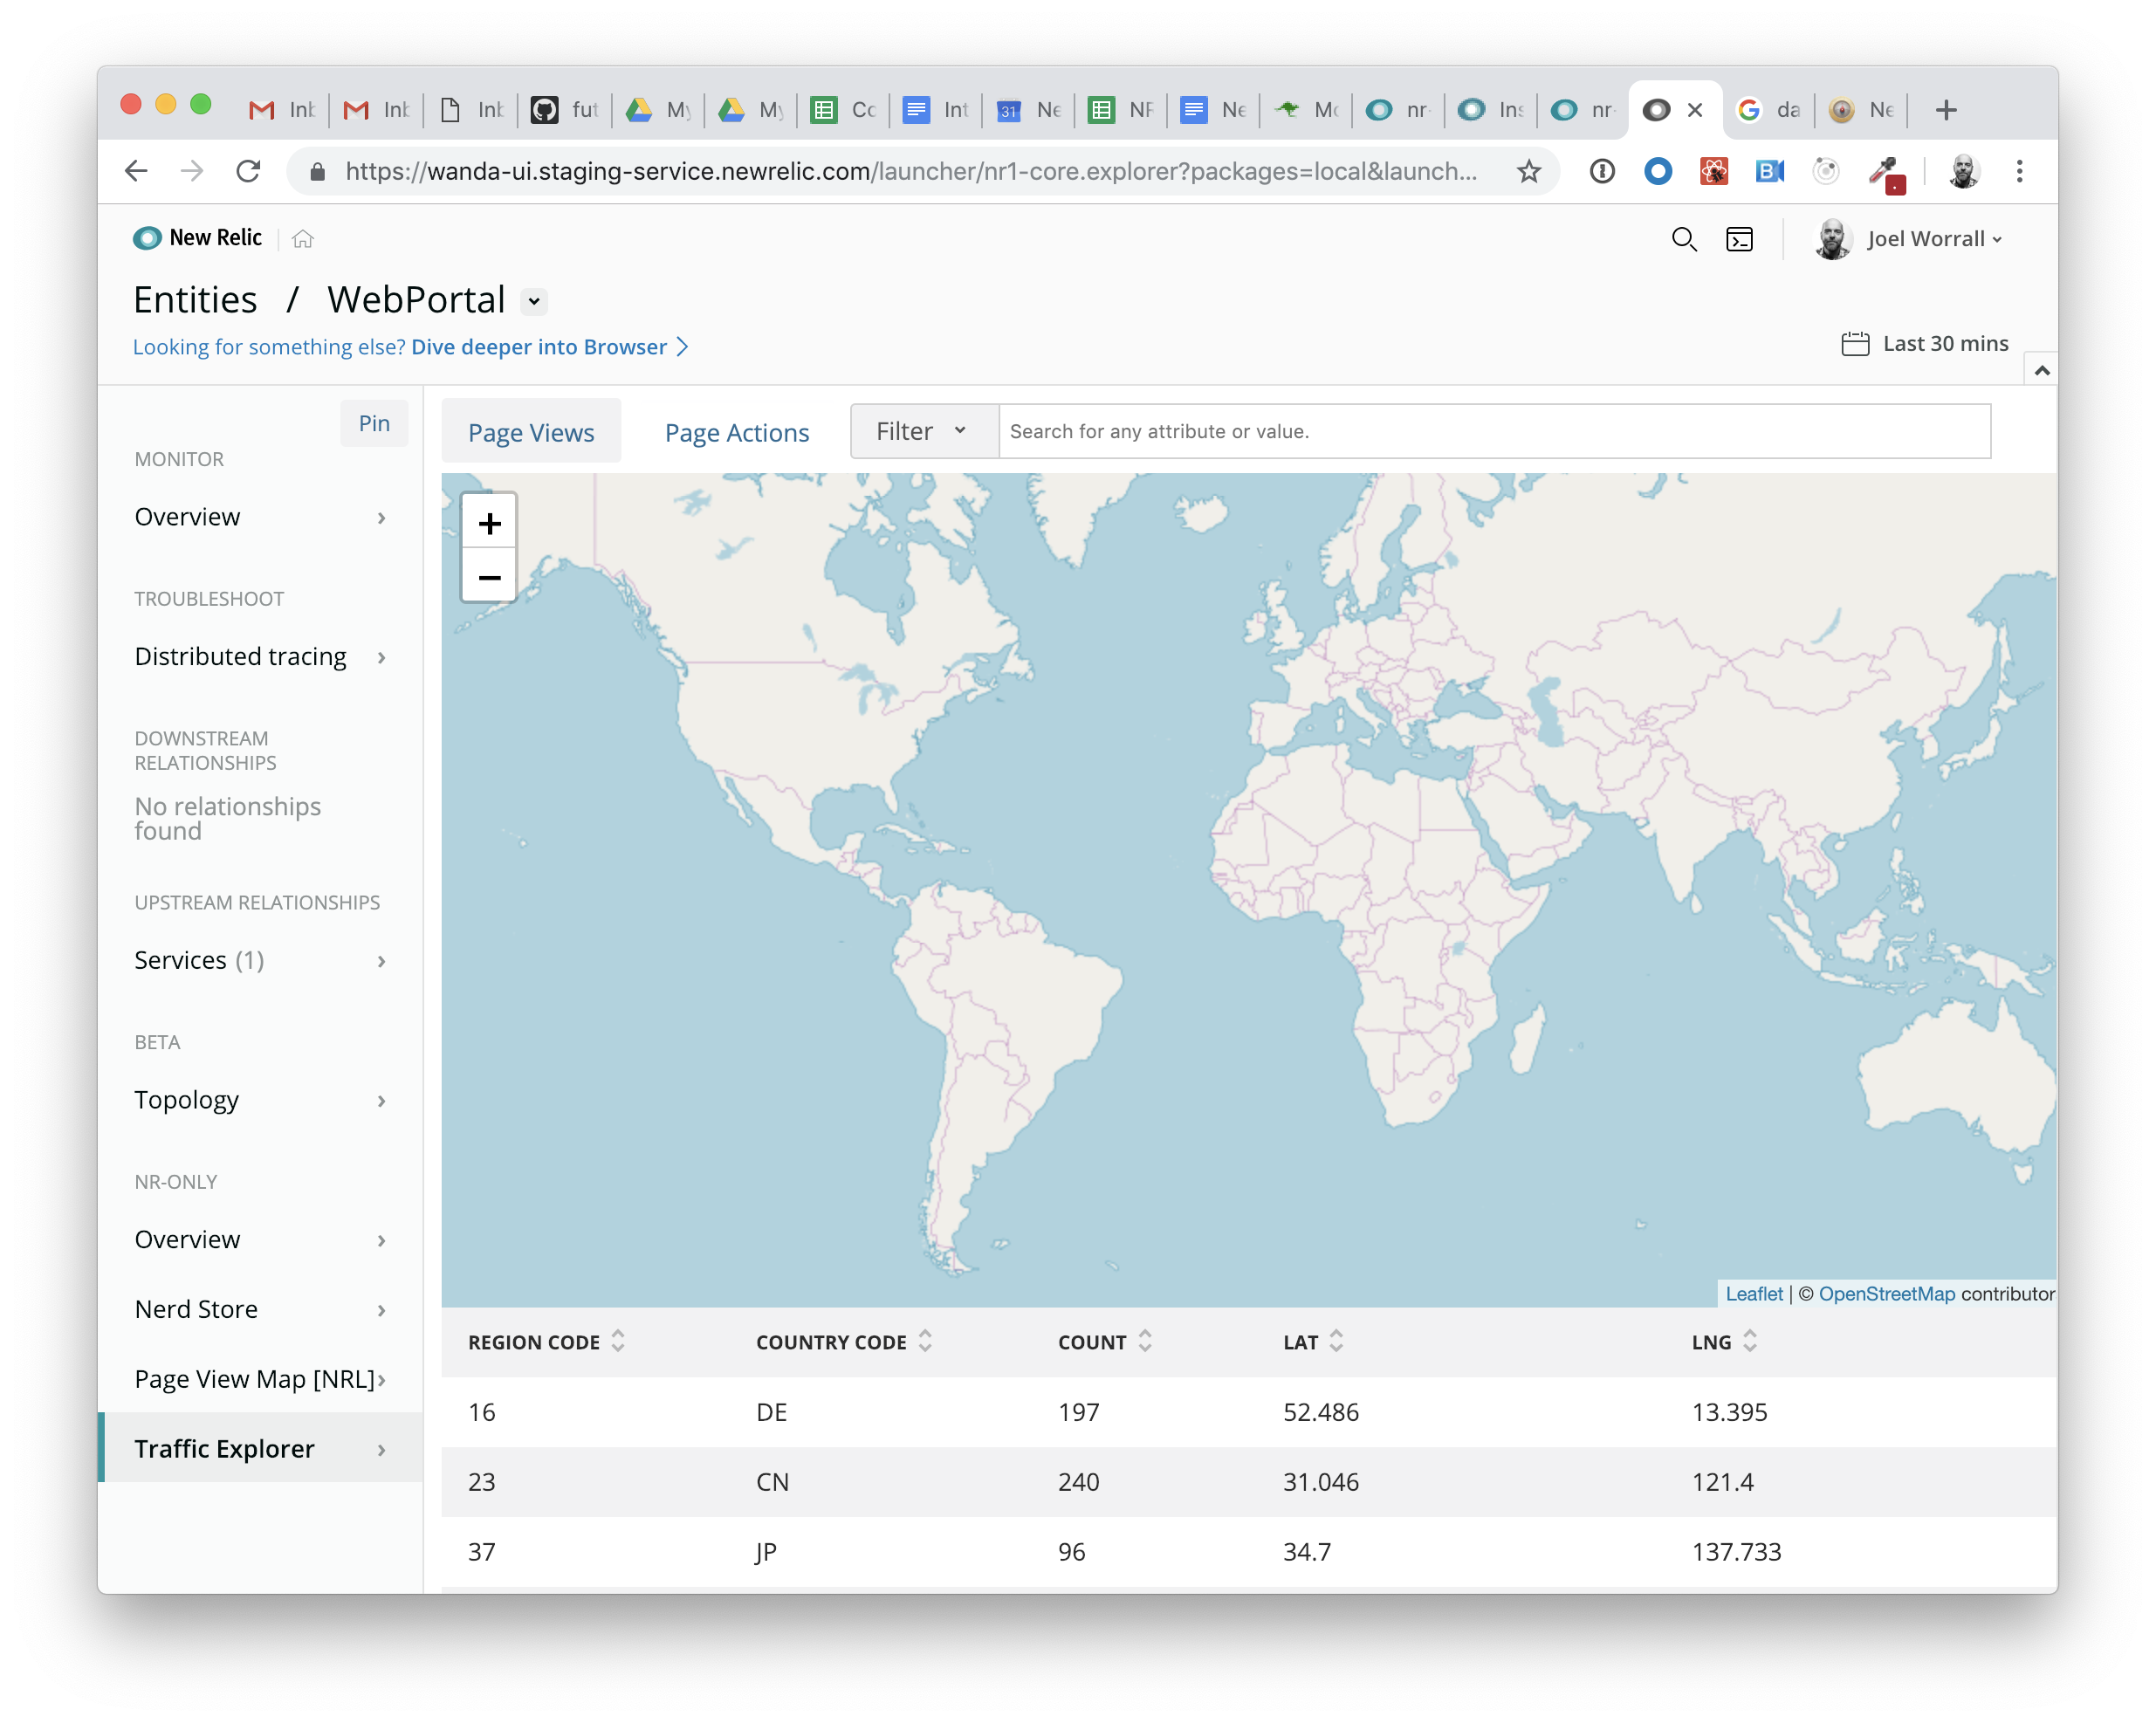 Inb
Inb
Inb
fut
My
My
Co
Int
31
Ne
NR
Ne
Mo
nr-
Ins
nr-
da
Ne
https://wanda-ui.staging-service.newrelic.com/launcher/nr1-core.explorer?packages=local&launch...
New Relic
Joel Worrall
Entities / WebPortal
Looking for something else? Dive deeper into Browser
Last 30 mins
Pin
MONITOR
Overview
TROUBLESHOOT
Distributed tracing
DOWNSTREAM
RELATIONSHIPS
No relationships
found
UPSTREAM RELATIONSHIPS
Services (1)
BETA
Topology
NR-ONLY
Overview
Nerd Store
Page View Map [NRL]
Traffic Explorer
Page Views
Page Actions
Filter
Search for any attribute or value.
+
−
Leaflet | © OpenStreetMap contributor
REGION CODE COUNTRY CODE COUNT LAT LNG
16 DE 197 52.486 13.395
23 CN 240 31.046 121.4
37 JP 96 34.7 137.733